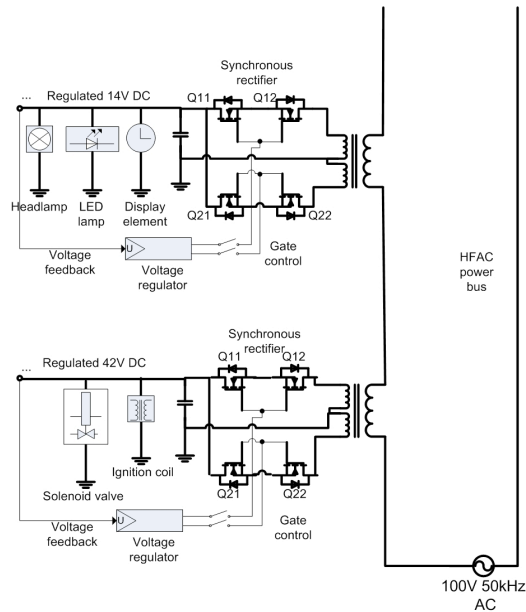 Synchronous
rectifier
... Regulated 14V DC
Q11
Q12
Headlamp
LED
lamp
Display
element
Q21
Q22
Voltage
feedback
U
Voltage
regulator
Gate
control
HFAC
power
bus
Synchronous
rectifier
... Regulated 42V DC
Q11
Q12
Solenoid valve
Ignition coil
Q21
Q22
Voltage
feedback
U
Voltage
regulator
Gate
control
100V 50kHz
AC